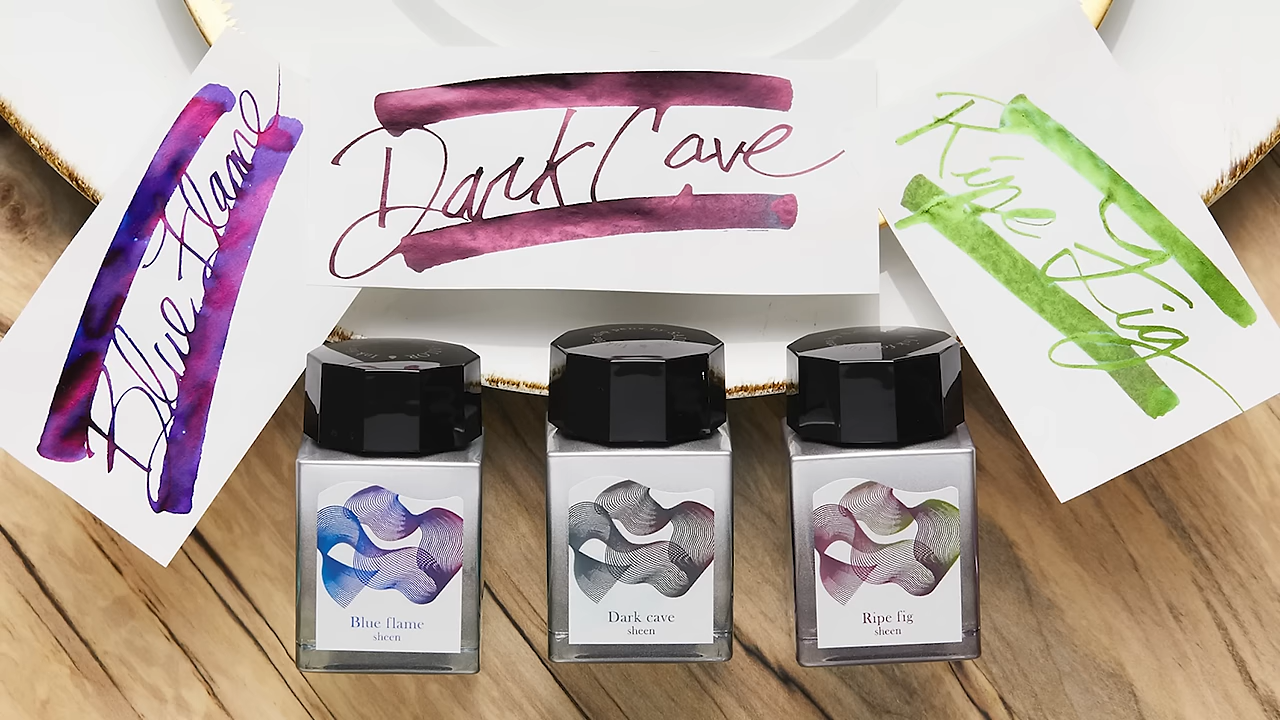 Blue Flame
Dark Cave
Ripe Fig
Blue flame
sheen
Dark cave
sheen
Ripe fig
sheen